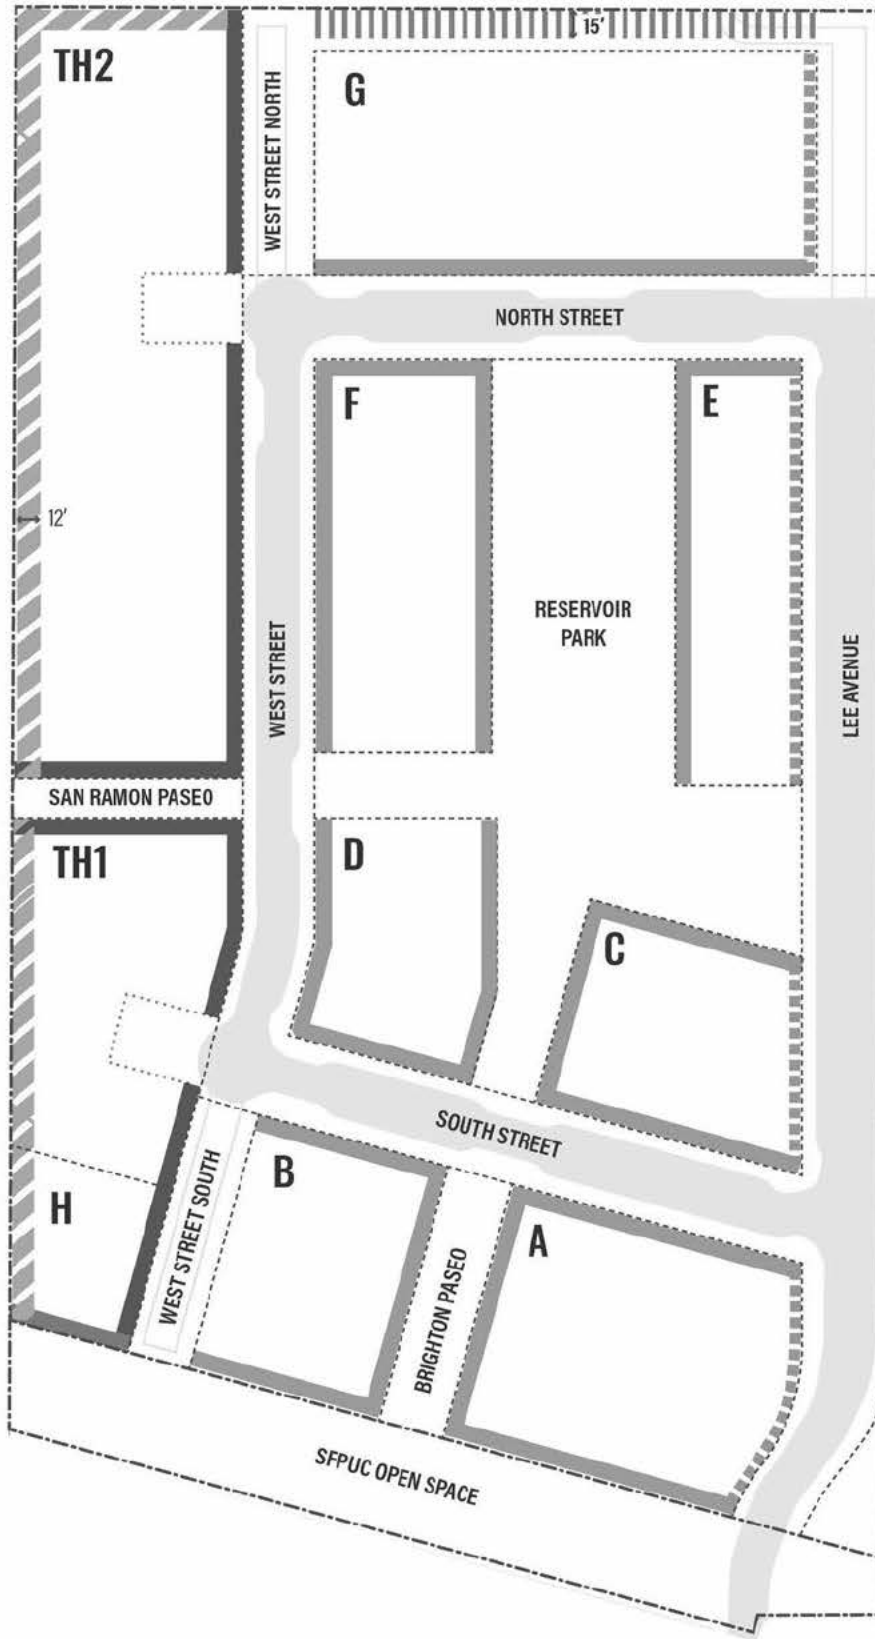 15'
TH2
G
WEST STREET NORTH
NORTH STREET
F
E
12'
RESERVOIR
PARK
WEST STREET
LEE AVENUE
SAN RAMON PASEO
TH1
D
C
SOUTH STREET
B
H
WEST STREET SOUTH
A
BRIGHTON PASEO
SFPUC OPEN SPACE